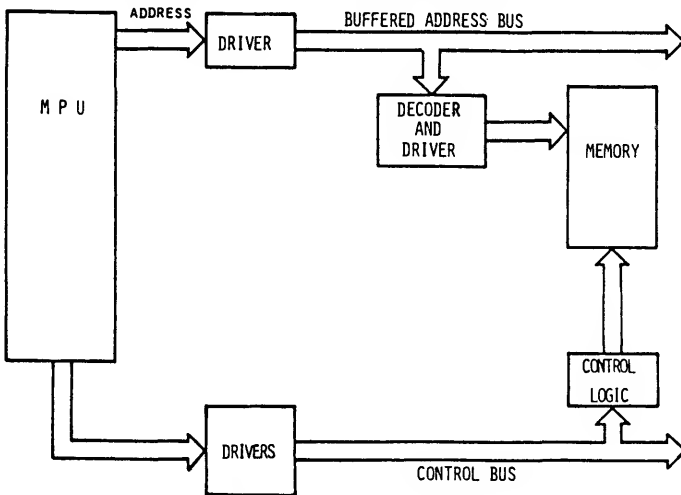 ADDRESS
DRIVER
BUFFERED ADDRESS BUS
M P U
DECODER
AND
DRIVER
MEMORY
CONTROL
LOGIC
DRIVERS
CONTROL BUS